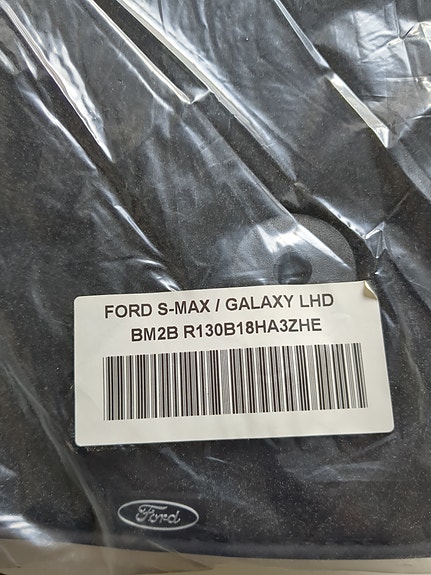 FORD S-MAX / GALAXY LHD
BM2B R130B18HA3ZHE
Ford